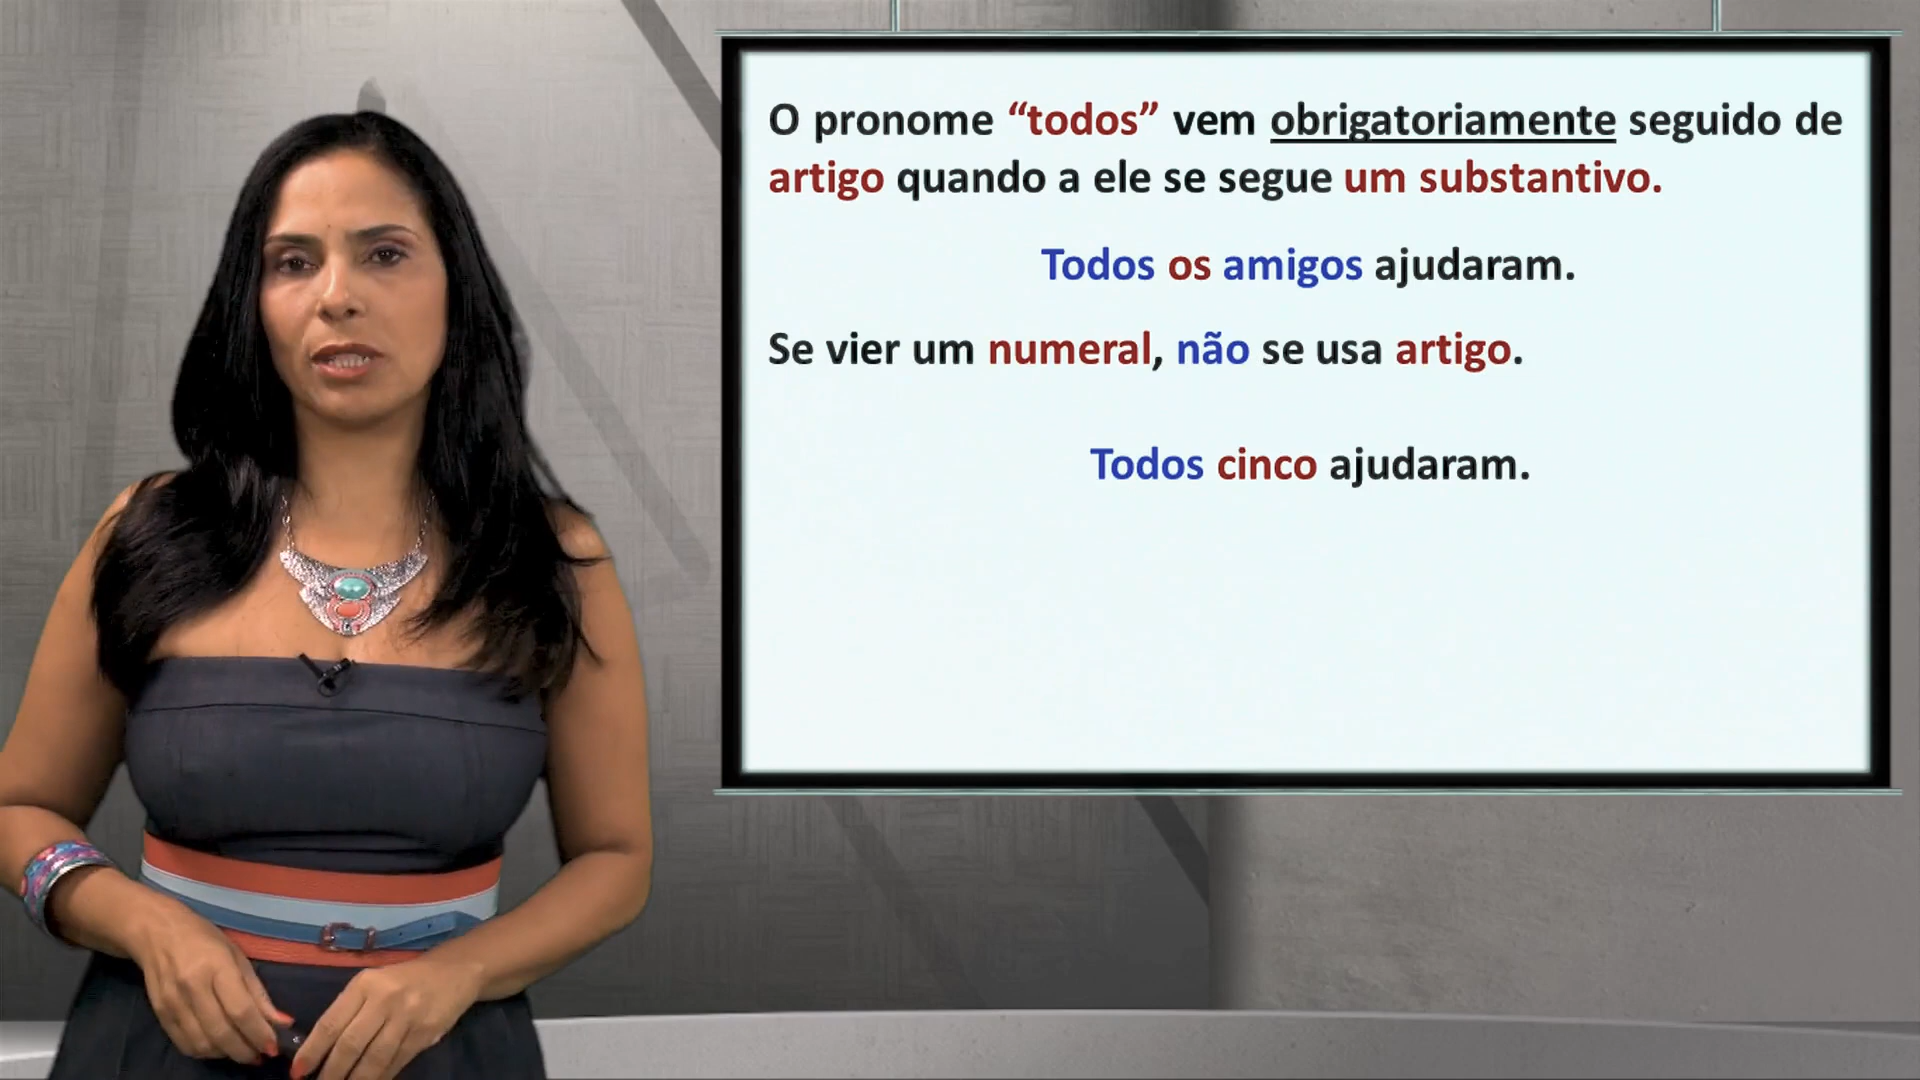 O pronome “todos” vem obrigatoriamente seguido de
artigo quando a ele se segue um substantivo.
Todos os amigos ajudaram.
Se vier um numeral, não se usa artigo.
Todos cinco ajudaram.